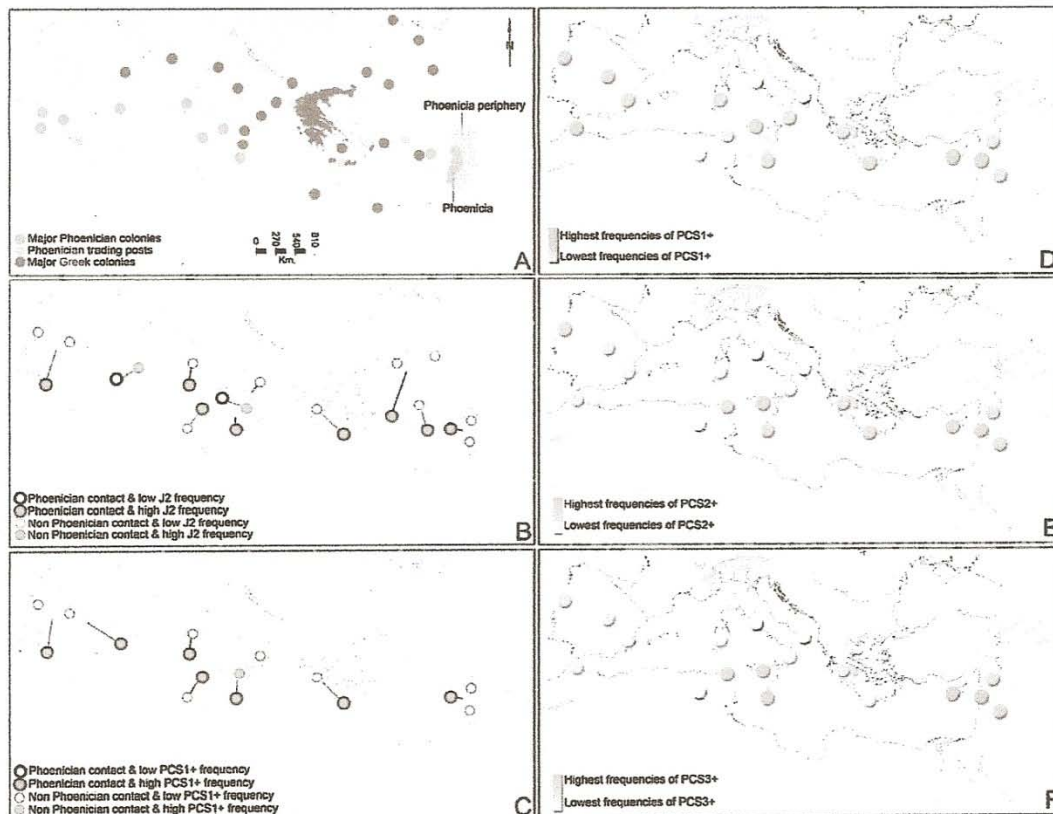 N
Phoenicia periphery
Phoenicia
Major Phoenician colonies
Phoenician trading posts
Major Greek colonies
0 270 540 810
Km.
A
Phoenician contact & low J2 frequency
Phoenician contact & high J2 frequency
Non Phoenician contact & low J2 frequency
Non Phoenician contact & high J2 frequency
B
Phoenician contact & low PCS1+ frequency
Phoenician contact & high PCS1+ frequency
Non Phoenician contact & low PCS1+ frequency
Non Phoenician contact & high PCS1+ frequency
C
Highest frequencies of PCS1+
Lowest frequencies of PCS1+
D
Highest frequencies of PCS2+
Lowest frequencies of PCS2+
E
Highest frequencies of PCS3+
Lowest frequencies of PCS3+
F